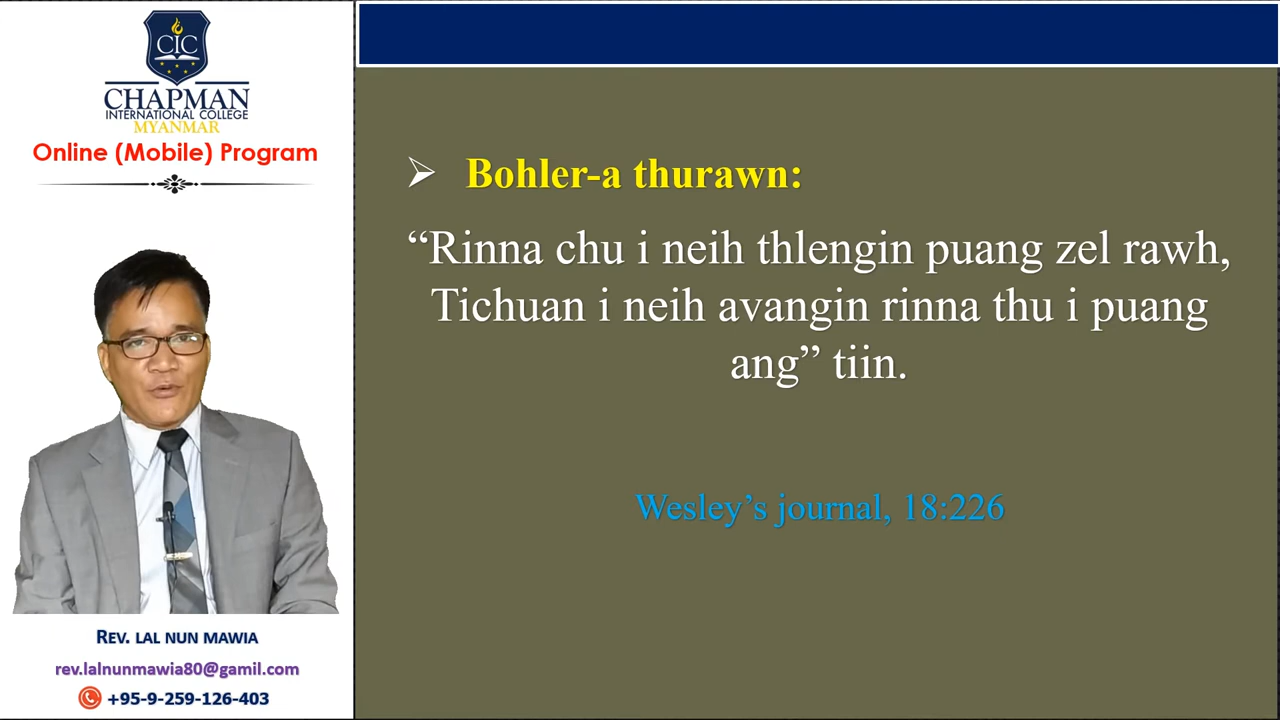 CIC
CHAPMAN
INTERNATIONAL COLLEGE
MYANMAR
Online (Mobile) Program
REV. LAL NUN MAWIA
rev.lalnunmawia80@gamil.com
+95-9-259-126-403
Bohler-a thurawn:
“Rinna chu i neih thlengin puang zel rawh,
Tichuan i neih avangin rinna thu i puang
ang” tiin.
Wesley’s journal, 18:226